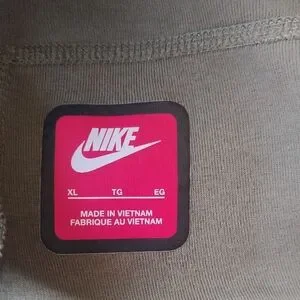 NIKE
XL TG EG
MADE IN VIETNAM
FABRIQUE AU VIETNAM